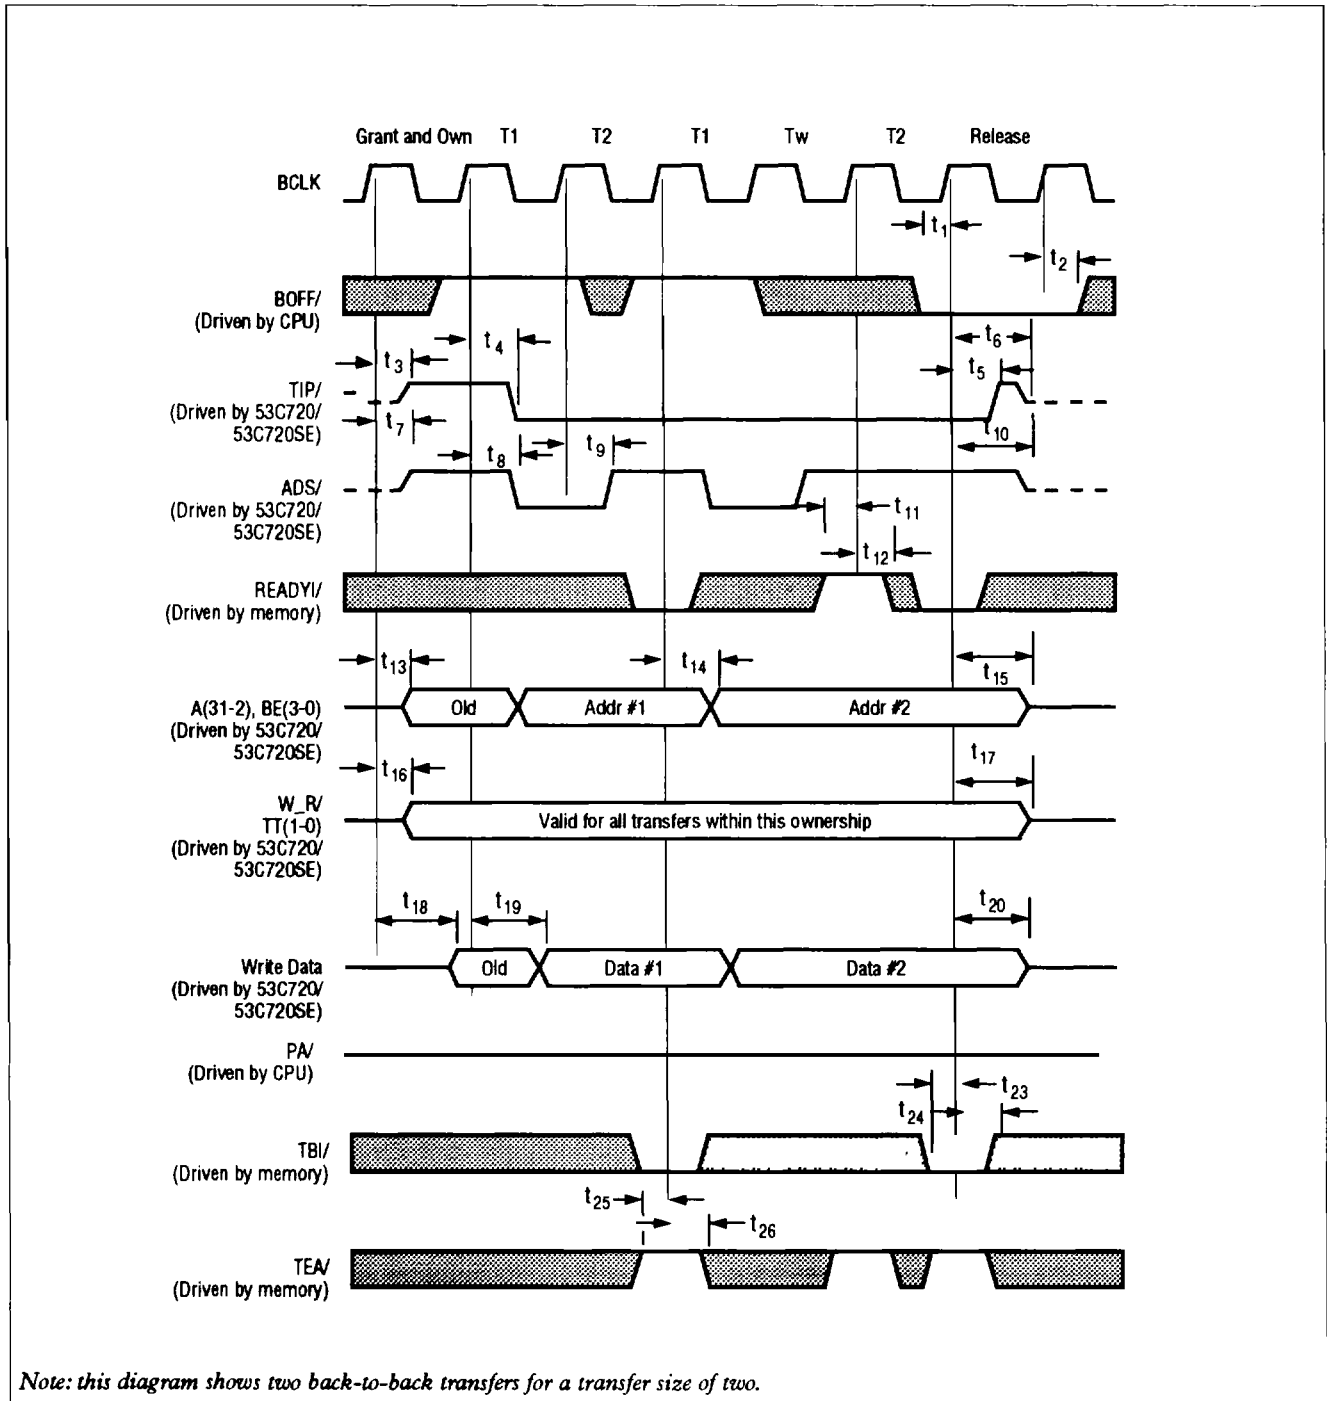 Grant and Own T1 T2 T1 Tw T2 Release
BCLK
t1
t2
BOFF/
(Driven by CPU)
t6
t3
t4
t5
TIP/
(Driven by 53C720/
53C720SE)
t7
t8
t9
t10
ADS/
(Driven by 53C720/
53C720SE)
t11
t12
READYI/
(Driven by memory)
t13
t14
t15
A(31-2), BE(3-0)
(Driven by 53C720/
53C720SE)
Old
Addr #1
Addr #2
t16
t17
W_R/
TT(1-0)
(Driven by 53C720/
53C720SE)
Valid for all transfers within this ownership
t18
t19
t20
Write Data
(Driven by 53C720/
53C720SE)
Old
Data #1
Data #2
PA/
(Driven by CPU)
t23
t24
TBI/
(Driven by memory)
t25
t26
TEA/
(Driven by memory)
Note: this diagram shows two back-to-back transfers for a transfer size of two.